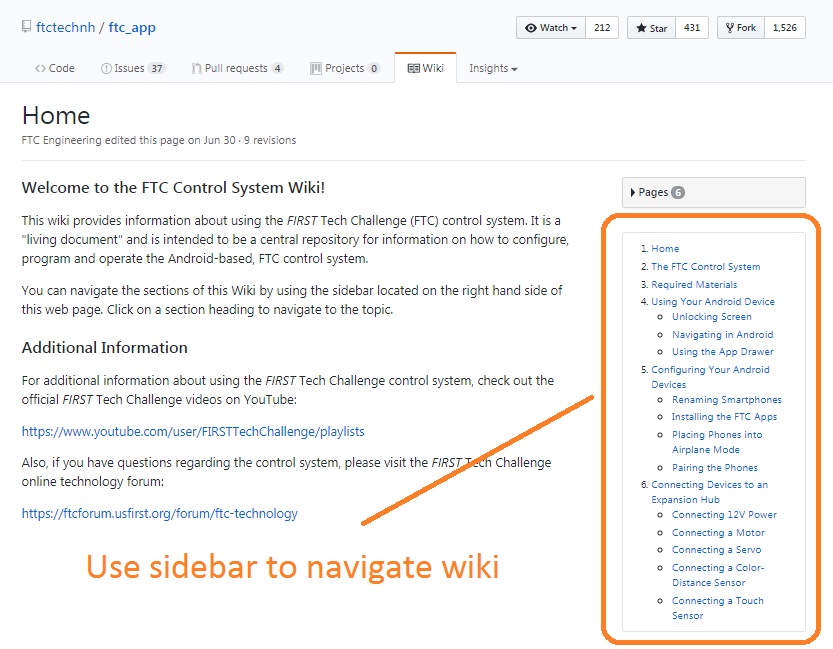 ftctechnh / ftc_app
Watch 212 Star 431 Fork 1,526
Code Issues 37 Pull requests 4 Projects 0 Wiki Insights
Home
FTC Engineering edited this page on Jun 30 · 9 revisions
Welcome to the FTC Control System Wiki!
This wiki provides information about using the FIRST Tech Challenge (FTC) control system. It is a
"living document" and is intended to be a central repository for information on how to configure,
program and operate the Android-based, FTC control system.
You can navigate the sections of this Wiki by using the sidebar located on the right hand side of
this web page. Click on a section heading to navigate to the topic.
Additional Information
For additional information about using the FIRST Tech Challenge control system, check out the
official FIRST Tech Challenge videos on YouTube:
https://www.youtube.com/user/FIRSTTechChallenge/playlists
Also, if you have questions regarding the control system, please visit the FIRST Tech Challenge
online technology forum:
https://ftcforum.usfirst.org/forum/ftc-technology
Use sidebar to navigate wiki
Pages 6
1. Home
2. The FTC Control System
3. Required Materials
4. Using Your Android Device
Unlocking Screen
Navigating in Android
Using the App Drawer
5. Configuring Your Android
Devices
Renaming Smartphones
Installing the FTC Apps
Placing Phones into
Airplane Mode
Pairing the Phones
6. Connecting Devices to an
Expansion Hub
Connecting 12V Power
Connecting a Motor
Connecting a Servo
Connecting a Color-
Distance Sensor
Connecting a Touch
Sensor